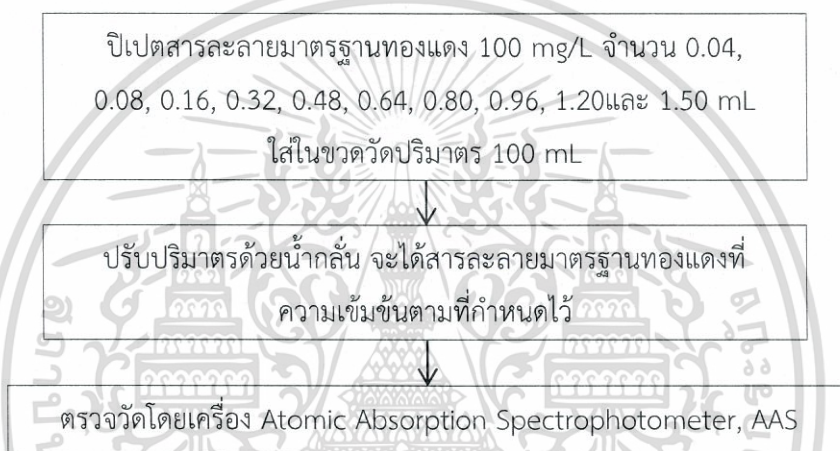 ปิเปตสารละลายมาตรฐานทองแดง 100 mg/L จำนวน 0.04,
0.08, 0.16, 0.32, 0.48, 0.64, 0.80, 0.96, 1.20และ 1.50 mL
ใส่ในขวดวัดปริมาตร 100 mL
ปรับปริมาตรด้วยน้ำกลั่น จะได้สารละลายมาตรฐานทองแดงที่
ความเข้มข้นตามที่กำหนดไว้
ตรวจวัดโดยเครื่อง Atomic Absorption Spectrophotometer, AAS